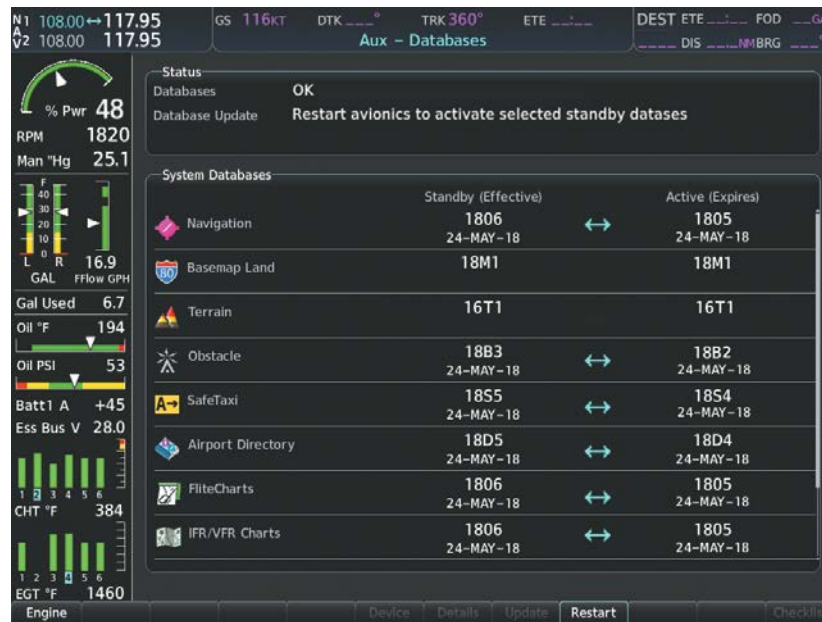 N1 108.00 ↔ 117.95 GS 116KT DTK ___° TRK 360° ETE __:__ DEST ETE __:__ FOD __G
A
V2 108.00 117.95 Aux – Databases ____ DIS __._NM BRG ___°
Status
Databases OK
Database Update Restart avionics to activate selected standby datases
% Pwr 48
RPM 1820
Man "Hg 25.1
F
40
30
20
10
0
L R 16.9
GAL FFlow GPH
Gal Used 6.7
Oil °F 194
Oil PSI 53
Batt1 A +45
Ess Bus V 28.0
1 2 3 4 5 6
CHT °F 384
1 2 3 4 5 6
EGT °F 1460
System Databases
Standby (Effective) Active (Expires)
Navigation 1806 ↔ 1805
24–MAY–18 24–MAY–18
80 Basemap Land 18M1 18M1
Terrain 16T1 16T1
Obstacle 18B3 ↔ 18B2
24–MAY–18 24–MAY–18
A→ SafeTaxi 18S5 ↔ 18S4
24–MAY–18 24–MAY–18
Airport Directory 18D5 ↔ 18D4
24–MAY–18 24–MAY–18
FliteCharts 1806 ↔ 1805
24–MAY–18 24–MAY–18
IFR/VFR Charts 1806 ↔ 1805
24–MAY–18 24–MAY–18
Engine Device Details Update Restart Checklis